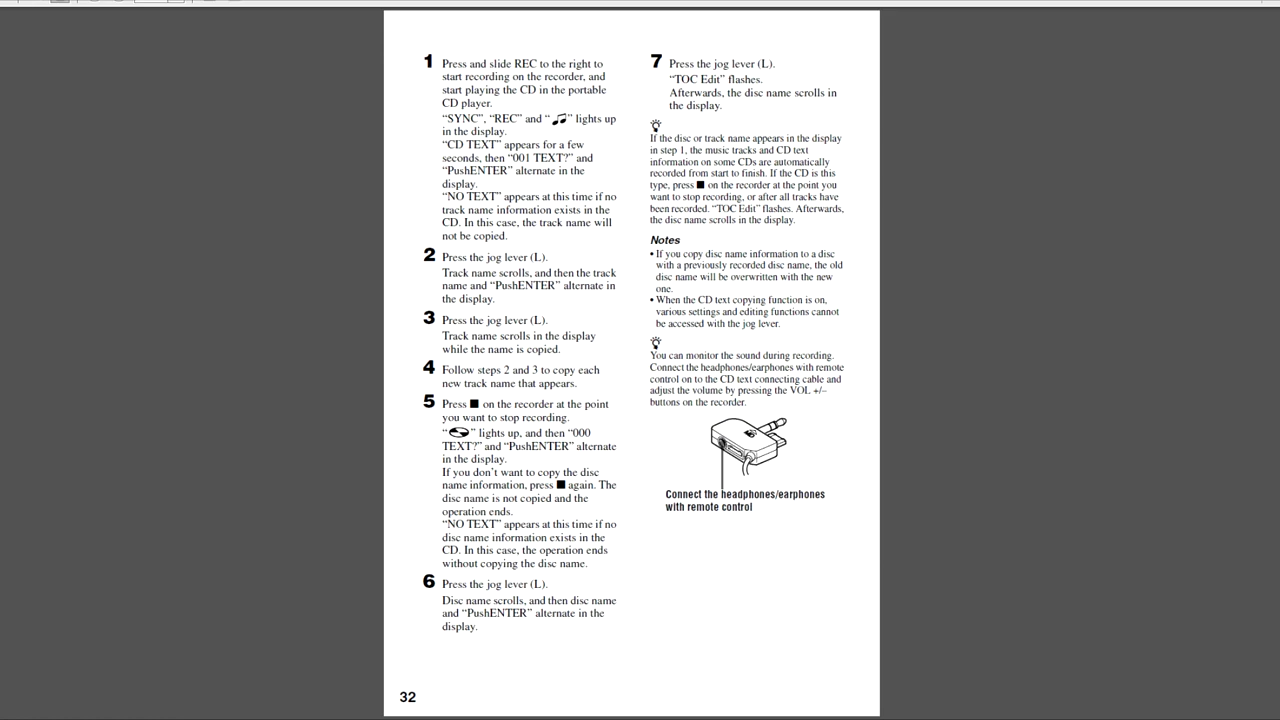 1 Press and slide REC to the right to
start recording on the recorder, and
start playing the CD in the portable
CD player.
“SYNC”, “REC” and “ ” lights up
in the display.
“CD TEXT” appears for a few
seconds, then “001 TEXT?” and
“PushENTER” alternate in the
display.
“NO TEXT” appears at this time if no
track name information exists in the
CD. In this case, the track name will
not be copied.
2 Press the jog lever (L).
Track name scrolls, and then the track
name and “PushENTER” alternate in
the display.
3 Press the jog lever (L).
Track name scrolls in the display
while the name is copied.
4 Follow steps 2 and 3 to copy each
new track name that appears.
5 Press ■ on the recorder at the point
you want to stop recording.
“ ” lights up, and then “000
TEXT?” and “PushENTER” alternate
in the display.
If you don’t want to copy the disc
name information, press ■ again. The
disc name is not copied and the
operation ends.
“NO TEXT” appears at this time if no
disc name information exists in the
CD. In this case, the operation ends
without copying the disc name.
6 Press the jog lever (L).
Disc name scrolls, and then disc name
and “PushENTER” alternate in the
display.
7 Press the jog lever (L).
“TOC Edit” flashes.
Afterwards, the disc name scrolls in
the display.
If the disc or track name appears in the display
in step 1, the music tracks and CD text
information on some CDs are automatically
recorded from start to finish. If the CD is this
type, press ■ on the recorder at the point you
want to stop recording, or after all tracks have
been recorded. “TOC Edit” flashes. Afterwards,
the disc name scrolls in the display.
Notes
• If you copy disc name information to a disc
with a previously recorded disc name, the old
disc name will be overwritten with the new
one.
• When the CD text copying function is on,
various settings and editing functions cannot
be accessed with the jog lever.
You can monitor the sound during recording.
Connect the headphones/earphones with remote
control on to the CD text connecting cable and
adjust the volume by pressing the VOL +/–
buttons on the recorder.
Connect the headphones/earphones
with remote control
32